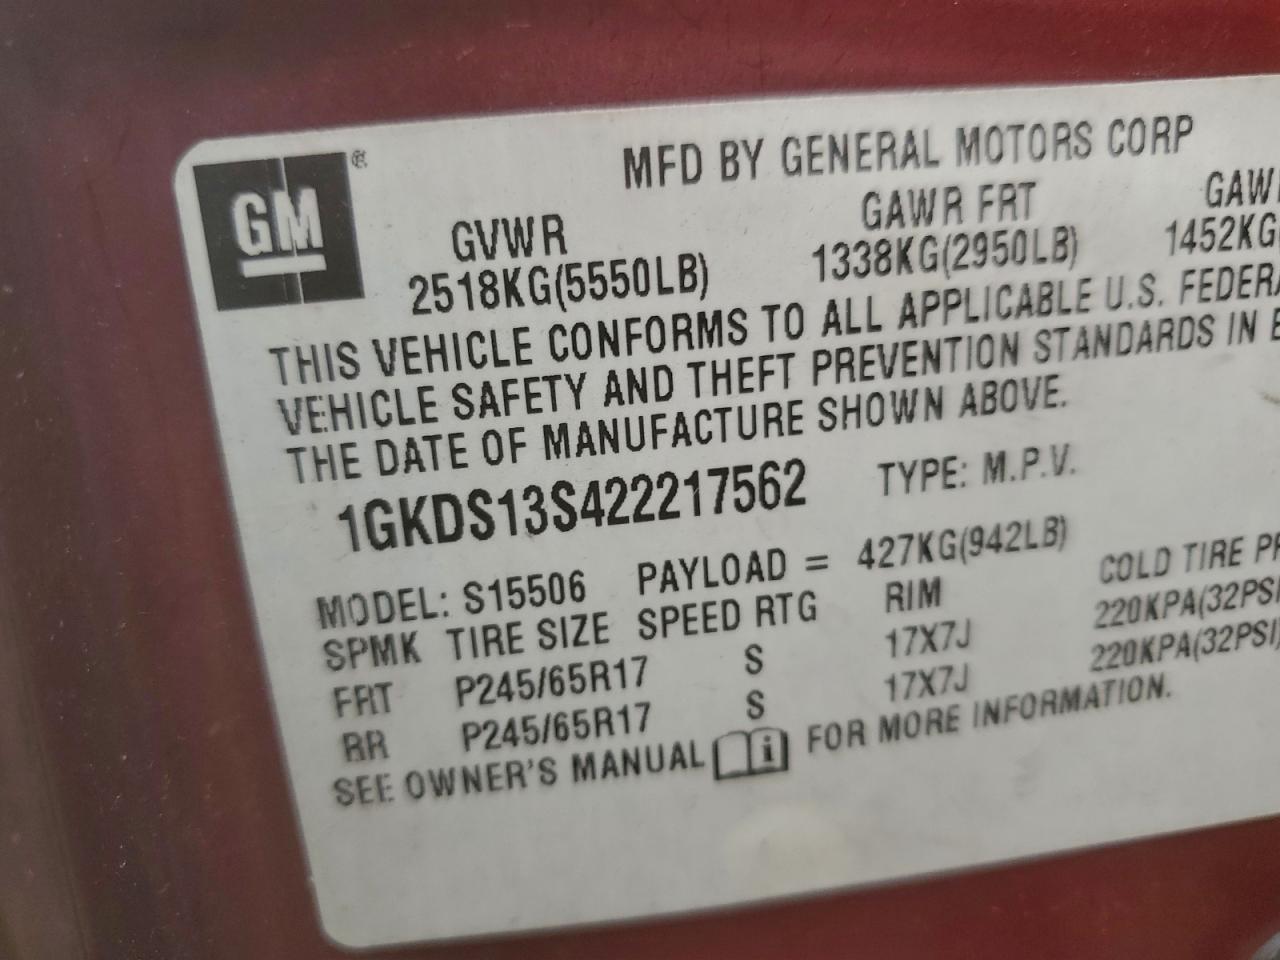 GM ®
MFD BY GENERAL MOTORS CORP
GVWR GAWR FRT
2518KG(5550LB) 1338KG(2950LB) 1452KG
THIS VEHICLE CONFORMS TO ALL APPLICABLE U.S.
VEHICLE SAFETY AND THEFT PREVENTION STANDARDS IN
THE DATE OF MANUFACTURE SHOWN ABOVE.
1GKDS13S422217562 TYPE: M.P.V.
MODEL: S15506 PAYLOAD = 427KG(942LB)
SPMK TIRE SIZE SPEED RTG RIM COLD TIRE
FRT P245/65R17 S 17X7J 220KPA(32PSI
RR P245/65R17 S 17X7J 220KPA(32PSI)
SEE OWNER'S MANUAL i FOR MORE INFORMATION.